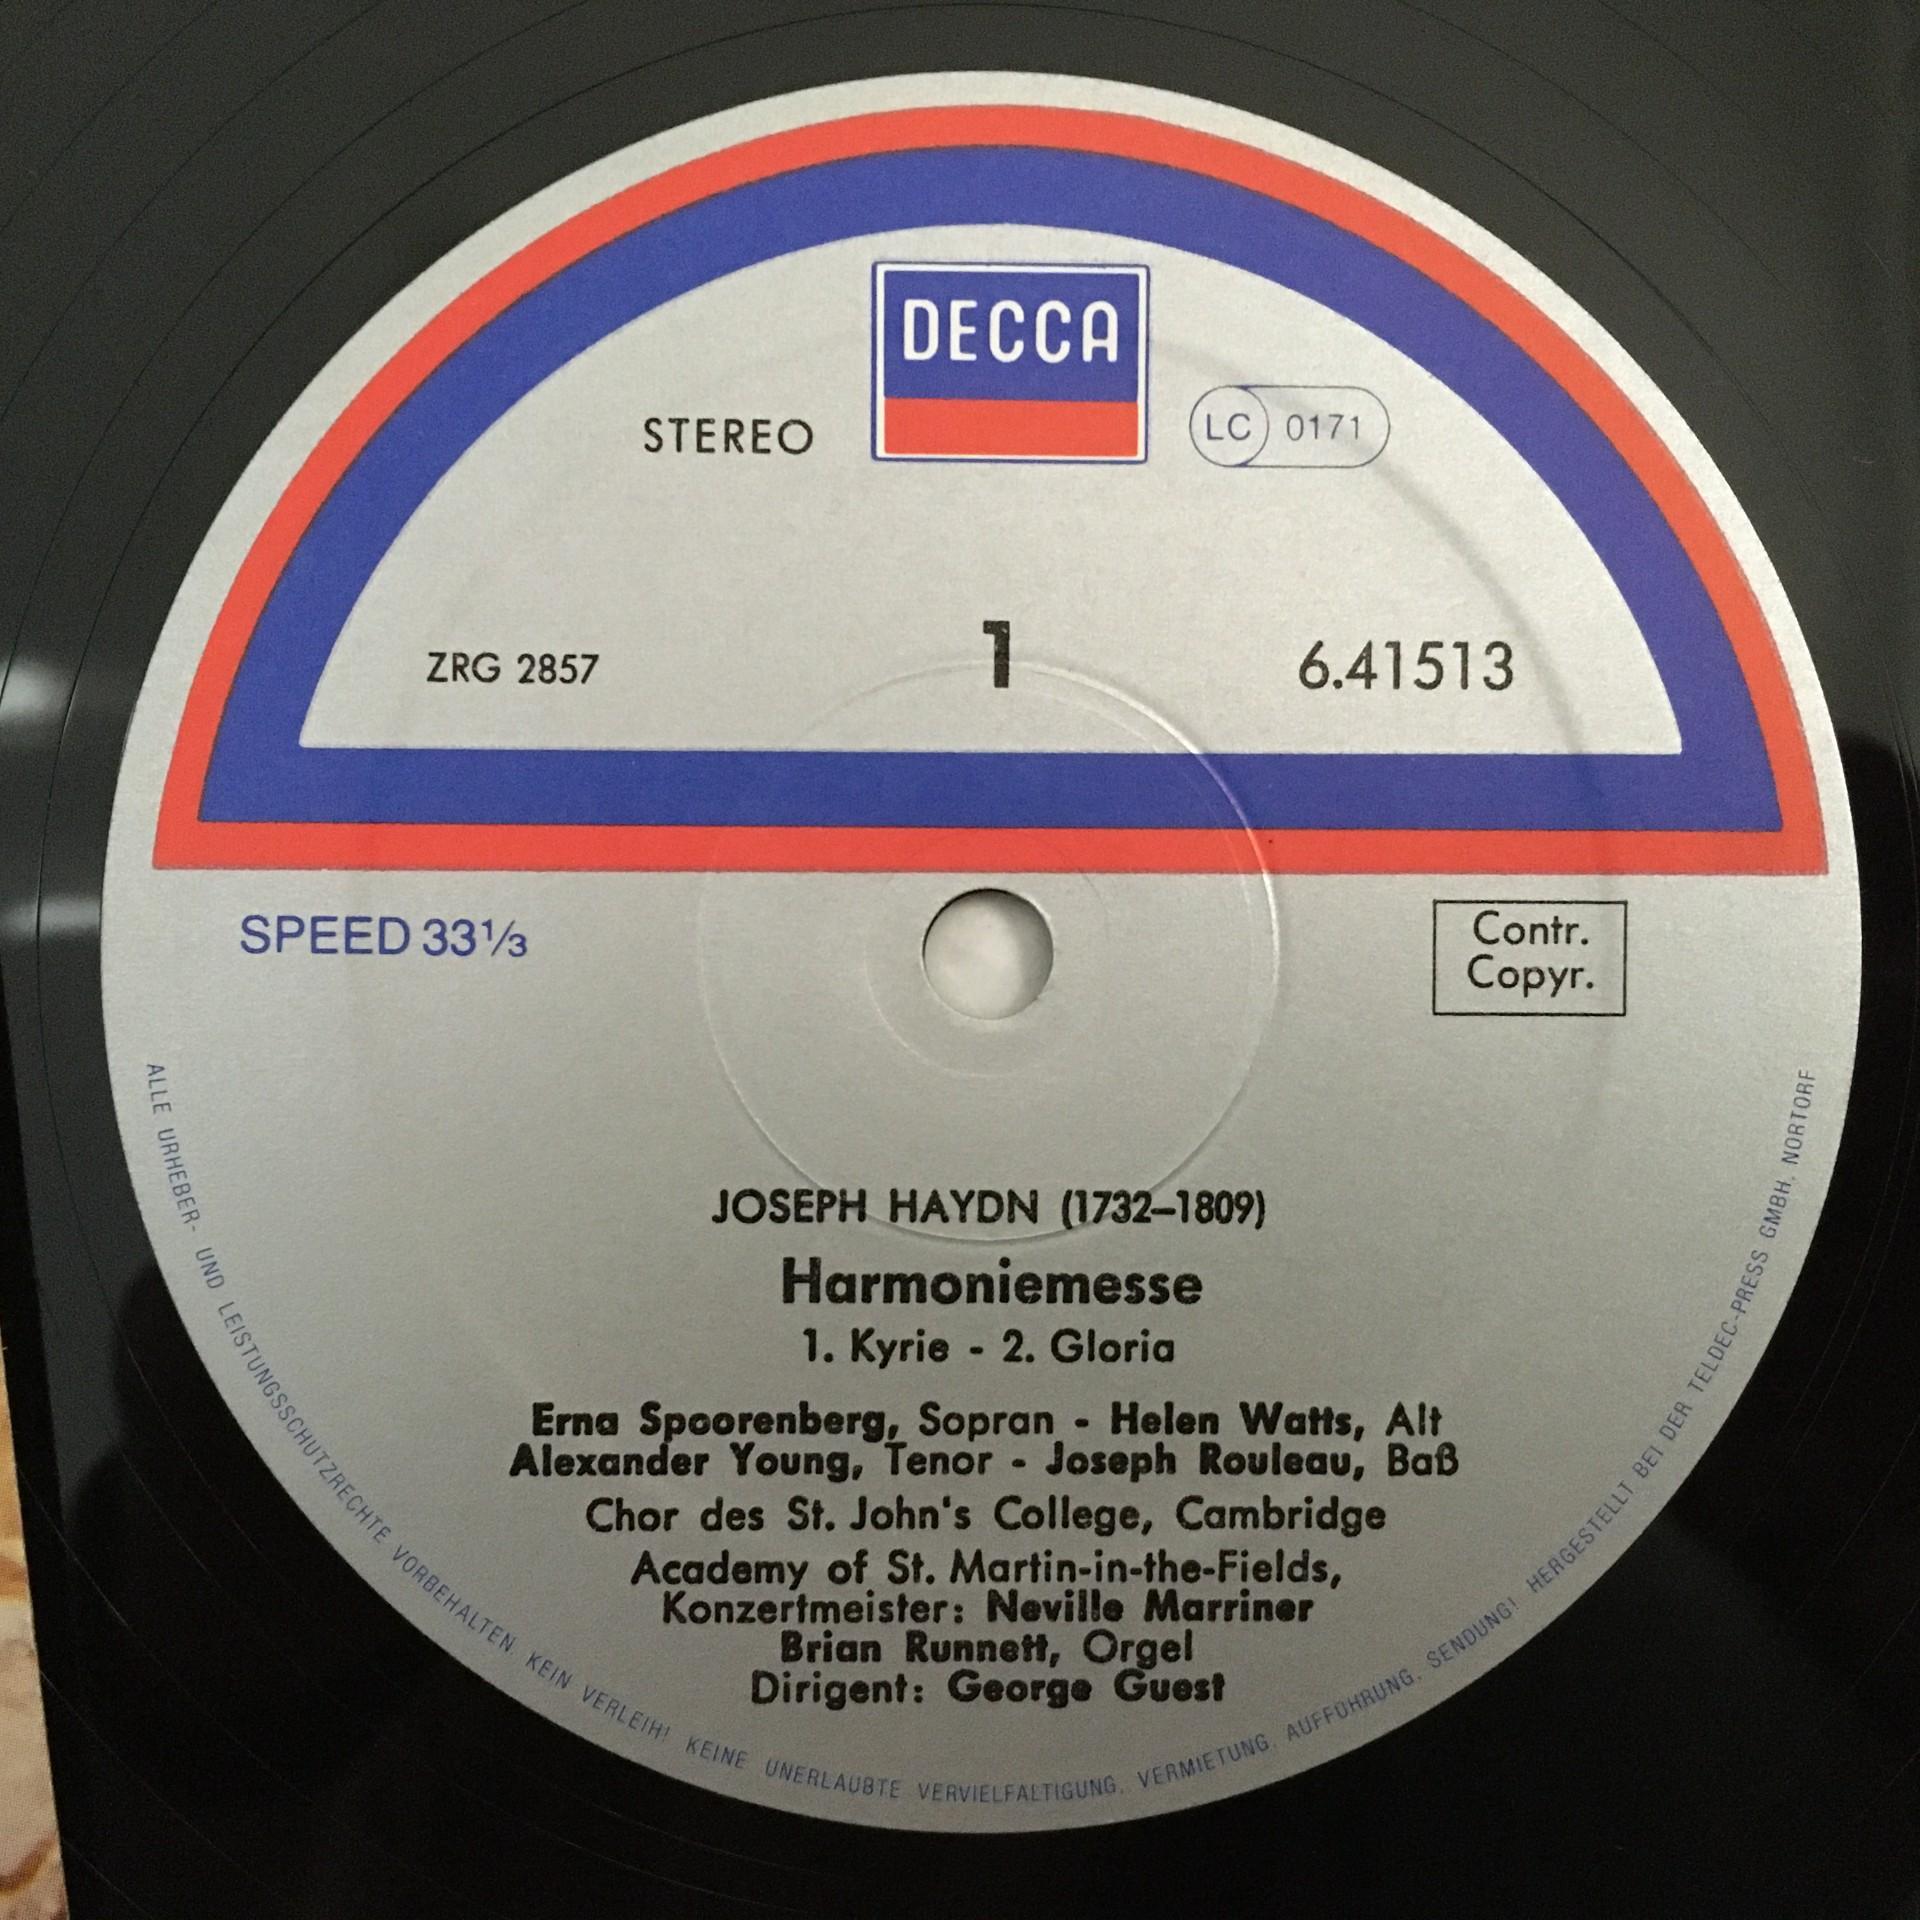 DECCA
STEREO
LC 0171
ZRG 2857
1
6.41513
SPEED 33⅓
Contr.
Copyr.
JOSEPH HAYDN (1732–1809)
Harmoniemesse
1. Kyrie - 2. Gloria
Erna Spoorenberg, Sopran - Helen Watts, Alt
Alexander Young, Tenor - Joseph Rouleau, Baß
Chor des St. John's College, Cambridge
Academy of St. Martin-in-the-Fields,
Konzertmeister: Neville Marriner
Brian Runnett, Orgel
Dirigent: George Guest
ALLE URHEBER- UND LEISTUNGSSCHUTZRECHTE VORBEHALTEN. KEIN VERLEIH! KEINE UNERLAUBTE VERVIELFÄLTIGUNG, VERMIETUNG, AUFFÜHRUNG, SENDUNG! HERGESTELLT BEI DER TELDEC-PRESS GMBH. NORTORF